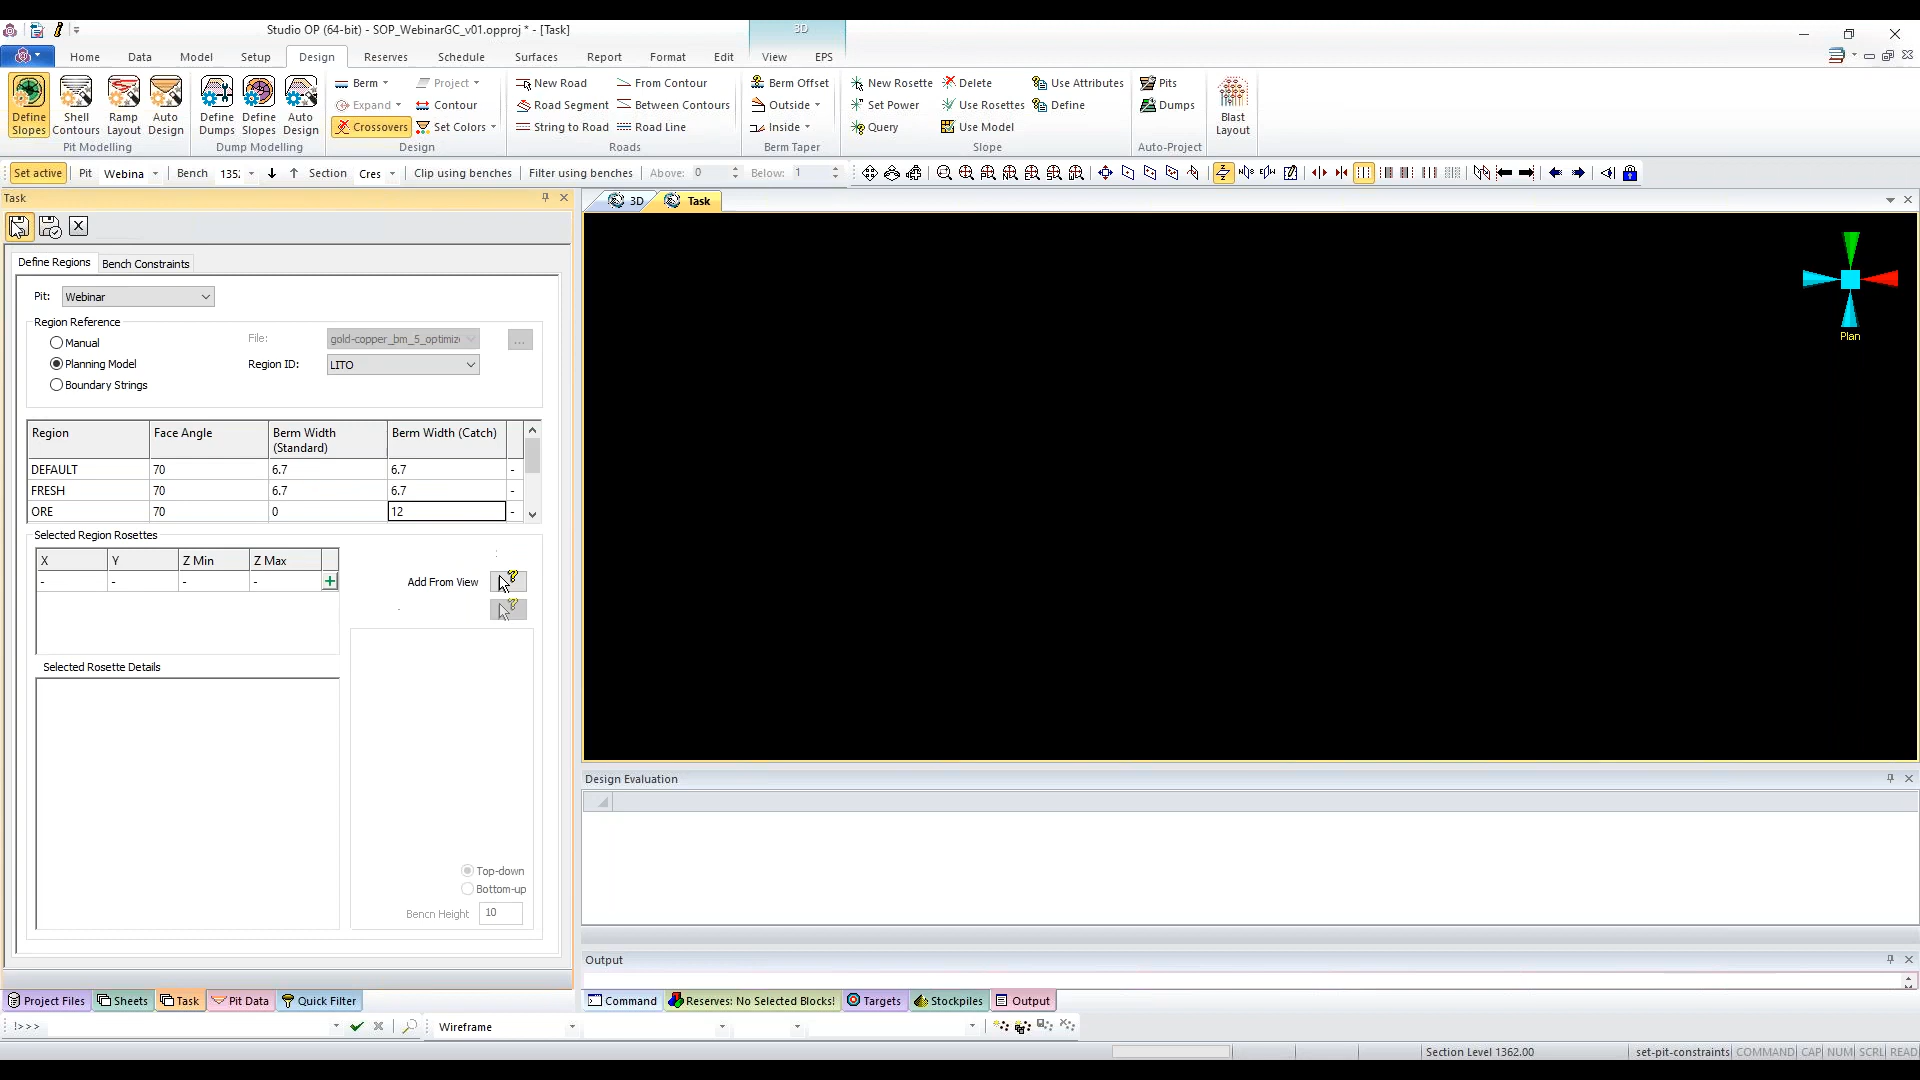 Studio OP (64-bit) - SOP_WebinarGC_v01.opproj * - [Task]
3D
Home Data Model Setup Design Reserves Schedule Surfaces Report Format Edit View EPS
Define Slopes
Shell Contours
Ramp Layout
Auto Design
Pit Modelling
Define Dumps
Define Slopes
Auto Design
Dump Modelling
Berm
Project
Expand
Contour
Crossovers
Set Colors
Design
New Road
From Contour
Road Segment
Between Contours
String to Road
Road Line
Roads
Berm Offset
Outside
Inside
Berm Taper
New Rosette
Delete
Use Attributes
Set Power
Use Rosettes
Define
Query
Use Model
Slope
Pits
Dumps
Auto-Project
Blast Layout
Set active Pit Webina Bench 135: Section Cres Clip using benches Filter using benches Above: 0 Below: 1
Task
3D Task
Define Regions Bench Constraints
Pit: Webinar
Region Reference
Manual
File: gold-copper_bm_5_optimize ...
Planning Model
Region ID: LITO
Boundary Strings
Plan
Region Face Angle Berm Width (Standard) Berm Width (Catch)
DEFAULT 70 6.7 6.7 -
FRESH 70 6.7 6.7 -
ORE 70 0 12 -
Selected Region Rosettes
X Y Z Min Z Max
- - - - +
Add From View
Selected Rosette Details
Design Evaluation
Top-down
Bottom-up
Bench Height 10
Output
Project Files Sheets Task Pit Data Quick Filter
Command Reserves: No Selected Blocks! Targets Stockpiles Output
!>>>
Wireframe
Section Level 1362.00 set-pit-constraints COMMAND CAP NUM SCRL READ